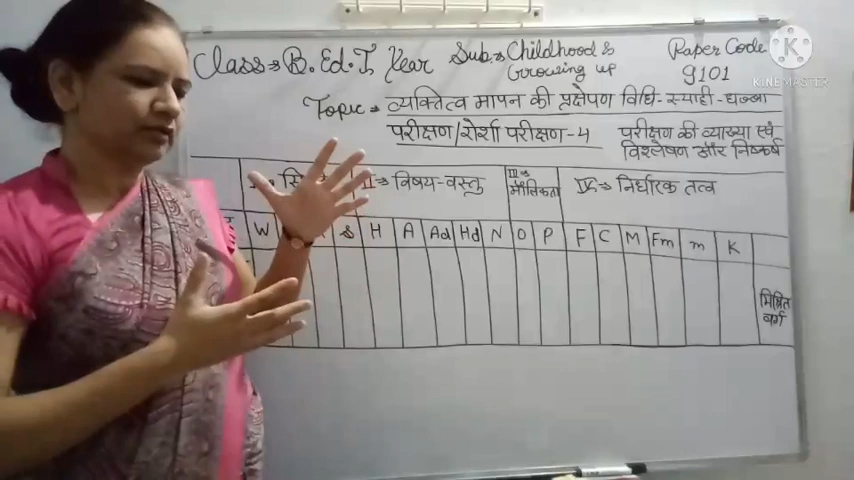 Class→ B.Ed. I Year Sub.→ Childhood & Growing up Paper Code 9101
Topic→ व्यक्तित्व मापन की प्रक्षेपण विधि-स्याही-धब्बा
परीक्षण/रोर्शा परीक्षण-4 परीक्षण की व्याख्या एवं
विश्लेषण और निष्कर्ष
II→ विषय-वस्तु III→ मौलिकता IV→ निर्धारक तत्व
W S H A Ad Hd N O P F C M Fm m K
मिश्रित
वर्ग
KINEMASTER